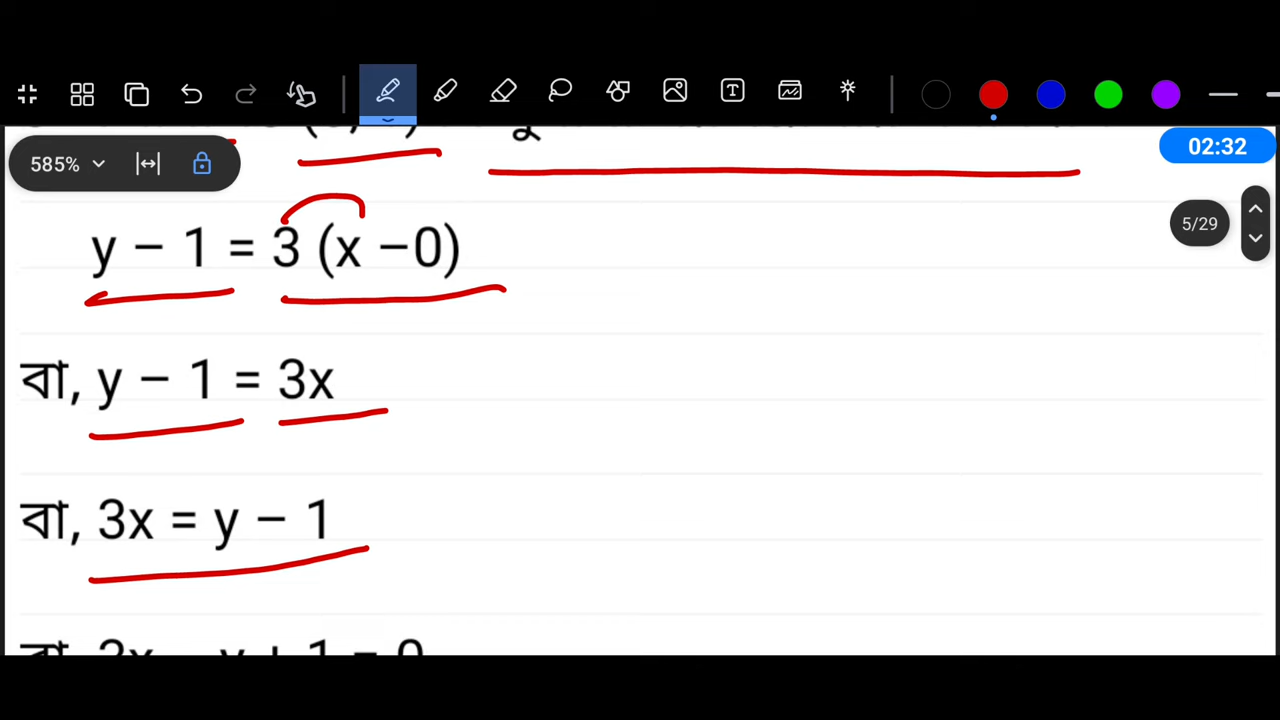 585%
02:32
5/29
y − 1 = 3 (x −0)
বা, y − 1 = 3x
বা, 3x = y − 1